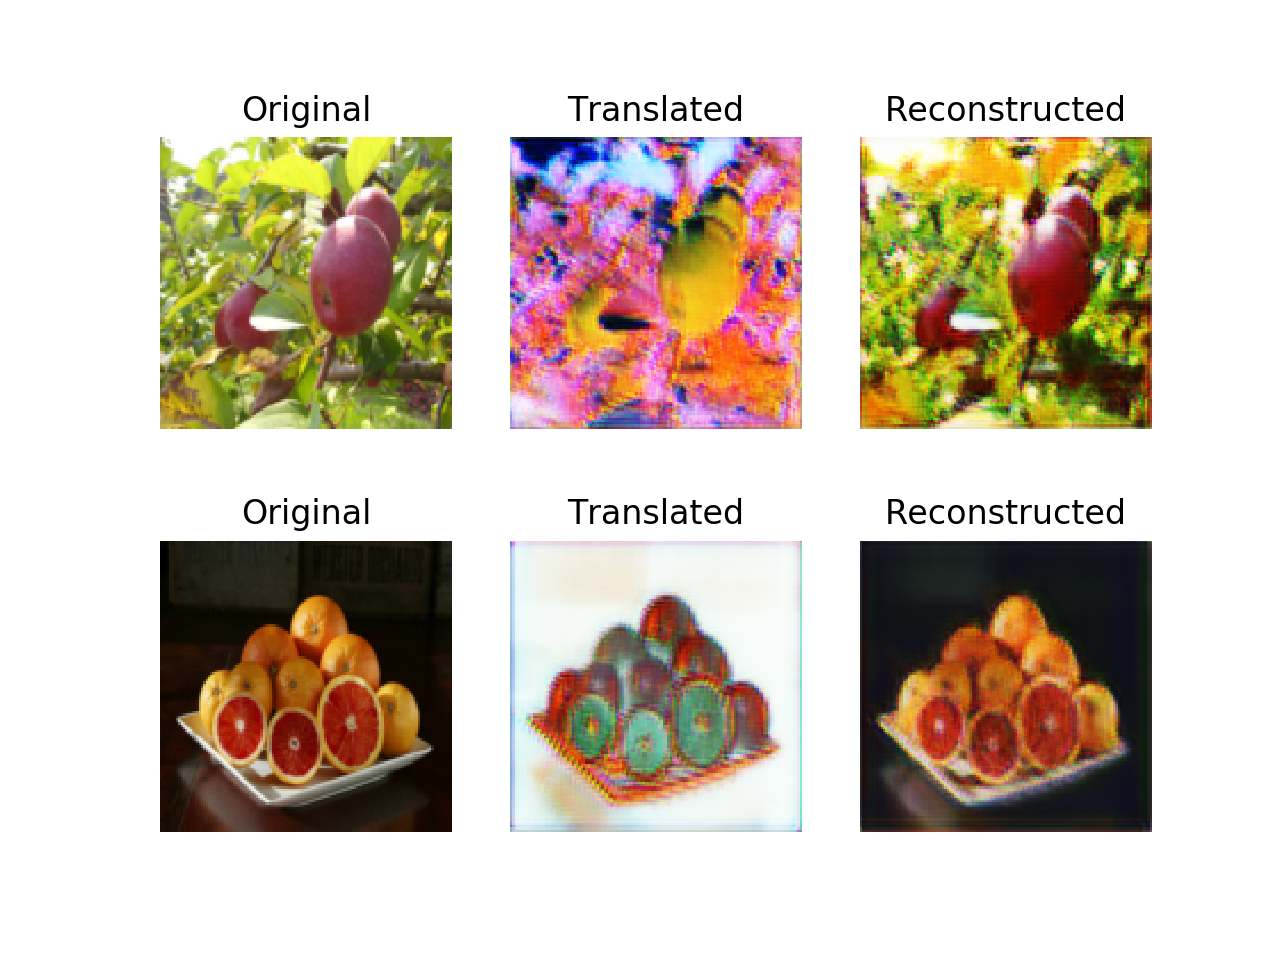 Original
Translated
Reconstructed
Original
Translated
Reconstructed